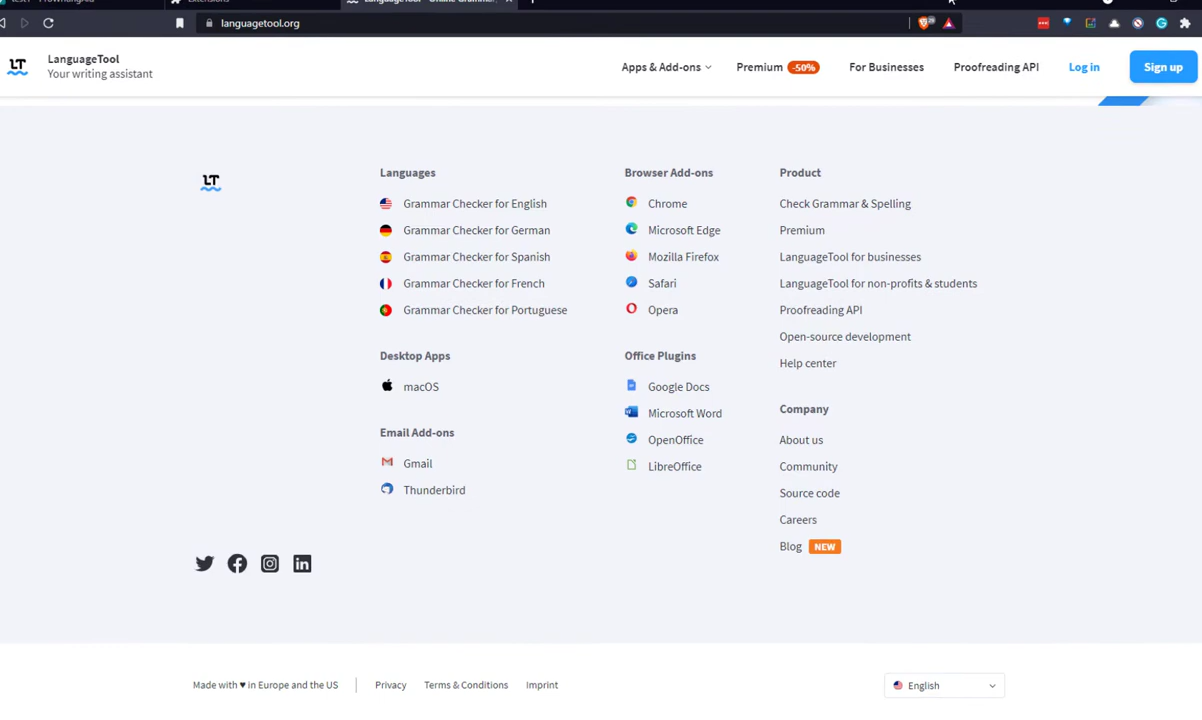 languagetool.org
LT
LanguageTool
Your writing assistant
Apps & Add-ons
Premium -50%
For Businesses
Proofreading API
Log in
Sign up
LT
Languages
Grammar Checker for English
Grammar Checker for German
Grammar Checker for Spanish
Grammar Checker for French
Grammar Checker for Portuguese
Desktop Apps
macOS
Email Add-ons
Gmail
Thunderbird
Browser Add-ons
Chrome
Microsoft Edge
Mozilla Firefox
Safari
Opera
Office Plugins
Google Docs
Microsoft Word
OpenOffice
LibreOffice
Product
Check Grammar & Spelling
Premium
LanguageTool for businesses
LanguageTool for non-profits & students
Proofreading API
Open-source development
Help center
Company
About us
Community
Source code
Careers
Blog NEW
Made with ♥ in Europe and the US
Privacy
Terms & Conditions
Imprint
English